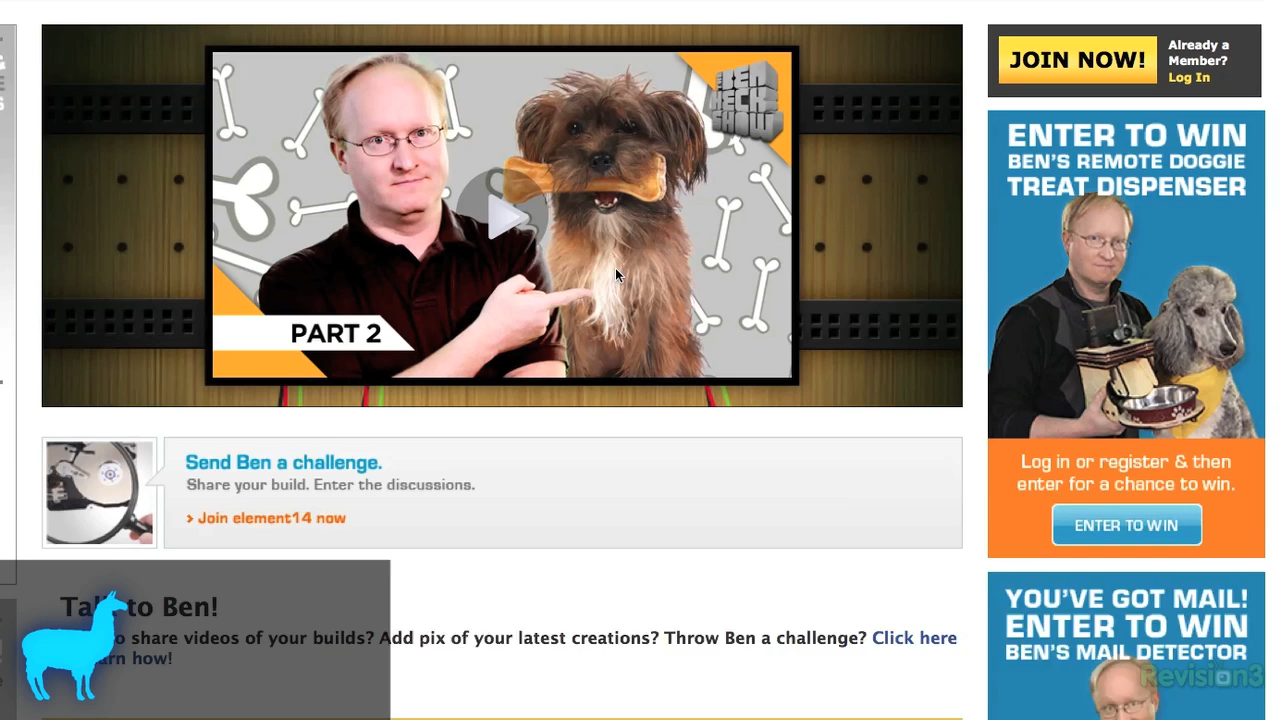 THE BEN
HECK
SHOW
PART 2
JOIN NOW!
Already a
Member?
Log In
ENTER TO WIN
BEN'S REMOTE DOGGIE
TREAT DISPENSER
Log in or register & then
enter for a chance to win.
ENTER TO WIN
Send Ben a challenge.
Share your build. Enter the discussions.
> Join element14 now
to Ben!
share videos of your builds? Add pix of your latest creations? Throw Ben a challenge? Click here
how!
YOU'VE GOT MAIL!
ENTER TO WIN
BEN'S MAIL DETECTOR
Revision3